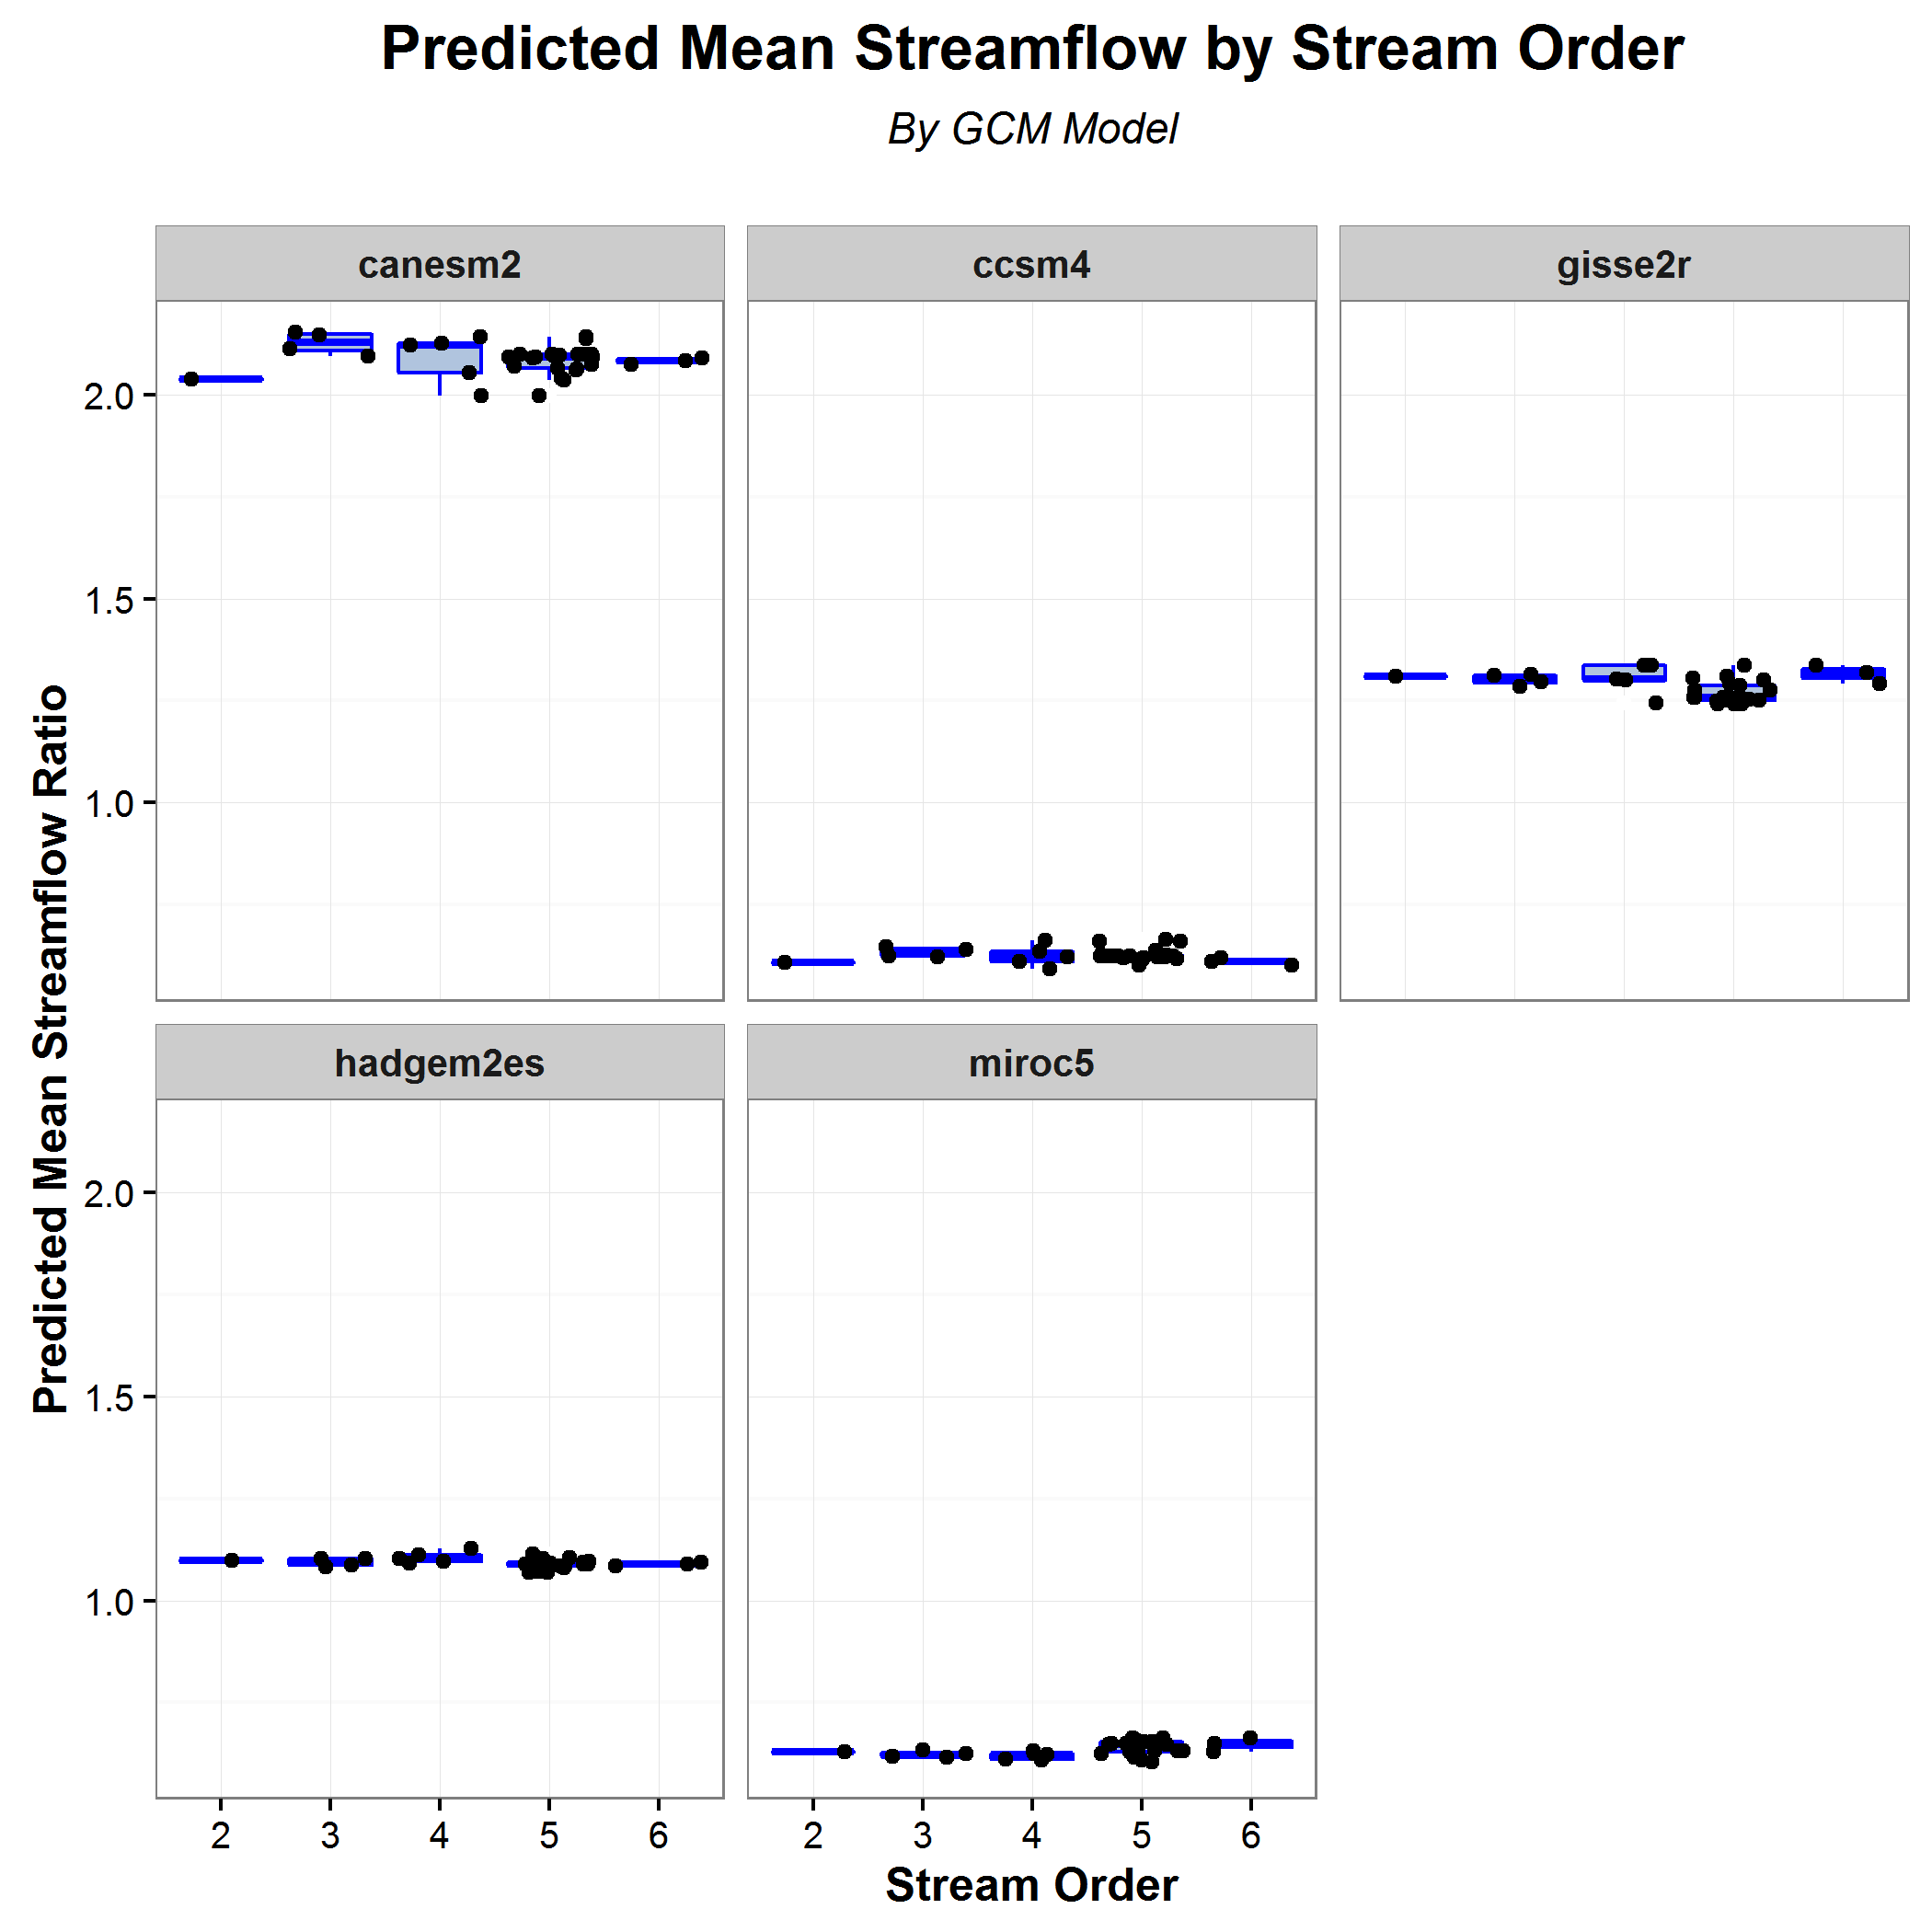 Predicted Mean Streamflow by Stream Order
By GCM Model
canesm2
ccsm4
gisse2r
2.0
1.5
1.0
Predicted Mean Streamflow Ratio
hadgem2es
miroc5
2.0
1.5
1.0
2 3 4 5 6
2 3 4 5 6
Stream Order